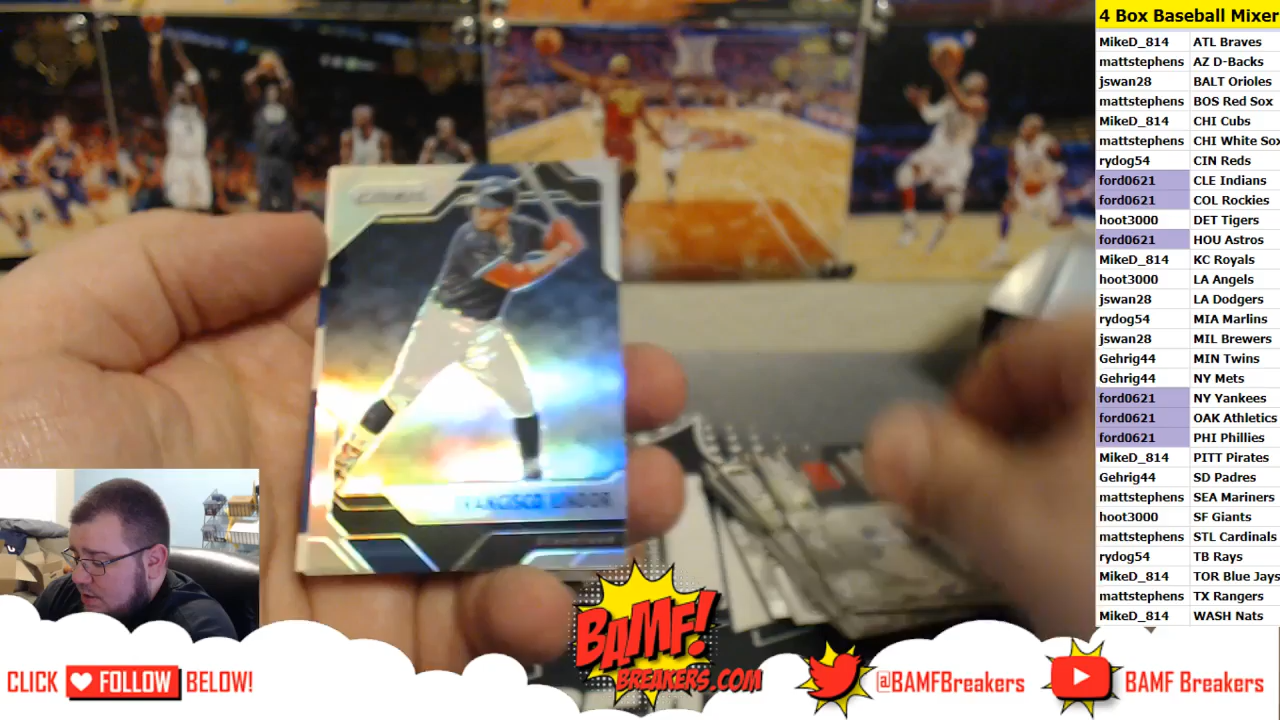 4 Box Baseball Mixer
MikeD_814 ATL Braves
mattstephens AZ D-Backs
jswan28 BALT Orioles
mattstephens BOS Red Sox
MikeD_814 CHI Cubs
mattstephens CHI White Sox
rydog54 CIN Reds
ford0621 CLE Indians
ford0621 COL Rockies
hoot3000 DET Tigers
ford0621 HOU Astros
MikeD_814 KC Royals
hoot3000 LA Angels
jswan28 LA Dodgers
rydog54 MIA Marlins
jswan28 MIL Brewers
Gehrig44 MIN Twins
Gehrig44 NY Mets
ford0621 NY Yankees
ford0621 OAK Athletics
ford0621 PHI Phillies
MikeD_814 PITT Pirates
Gehrig44 SD Padres
mattstephens SEA Mariners
hoot3000 SF Giants
mattstephens STL Cardinals
rydog54 TB Rays
MikeD_814 TOR Blue Jays
mattstephens TX Rangers
MikeD_814 WASH Nats
FRANCISCO LINDOR
CLICK FOLLOW BELOW!
BAMF!
BREAKERS.COM
@BAMFBreakers
BAMF Breakers